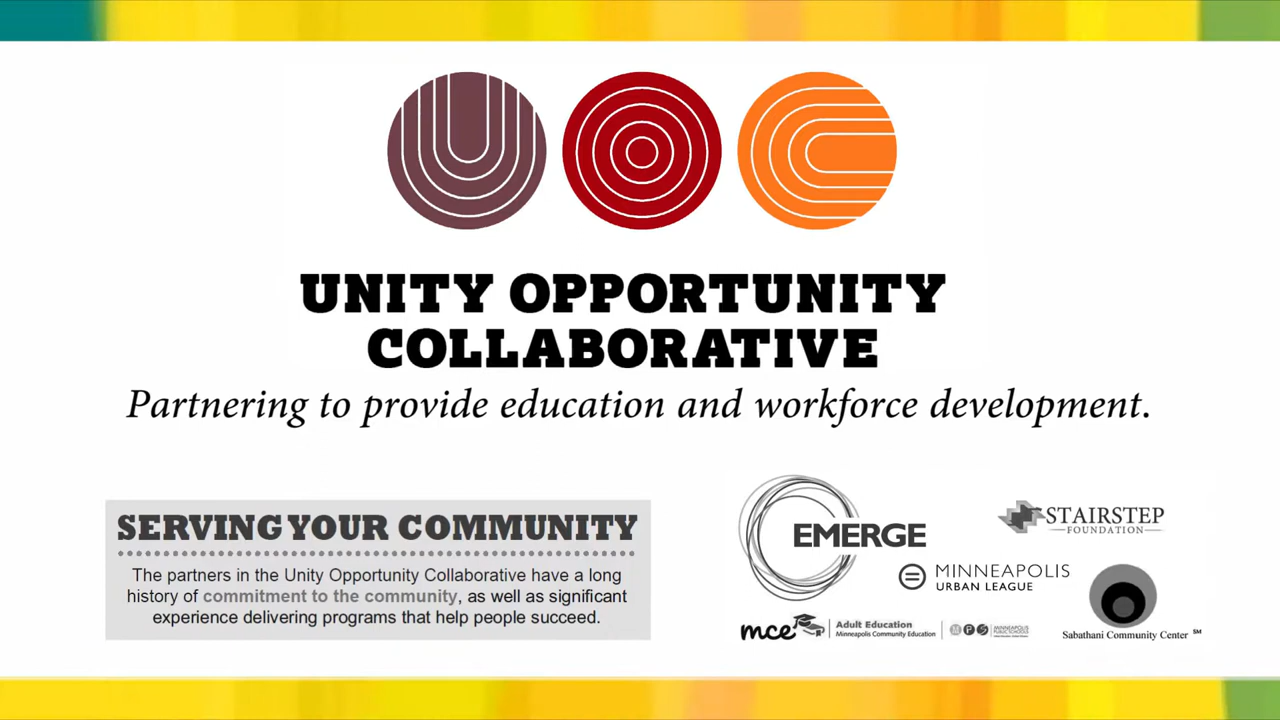 UNITY OPPORTUNITY
COLLABORATIVE
Partnering to provide education and workforce development.
SERVING YOUR COMMUNITY
The partners in the Unity Opportunity Collaborative have a long
history of commitment to the community, as well as significant
experience delivering programs that help people succeed.
EMERGE
STAIRSTEP
FOUNDATION
MINNEAPOLIS
URBAN LEAGUE
mce
Adult Education
Minneapolis Community Education
MPS
MINNEAPOLIS
PUBLIC SCHOOLS
Sabathani Community Center SM